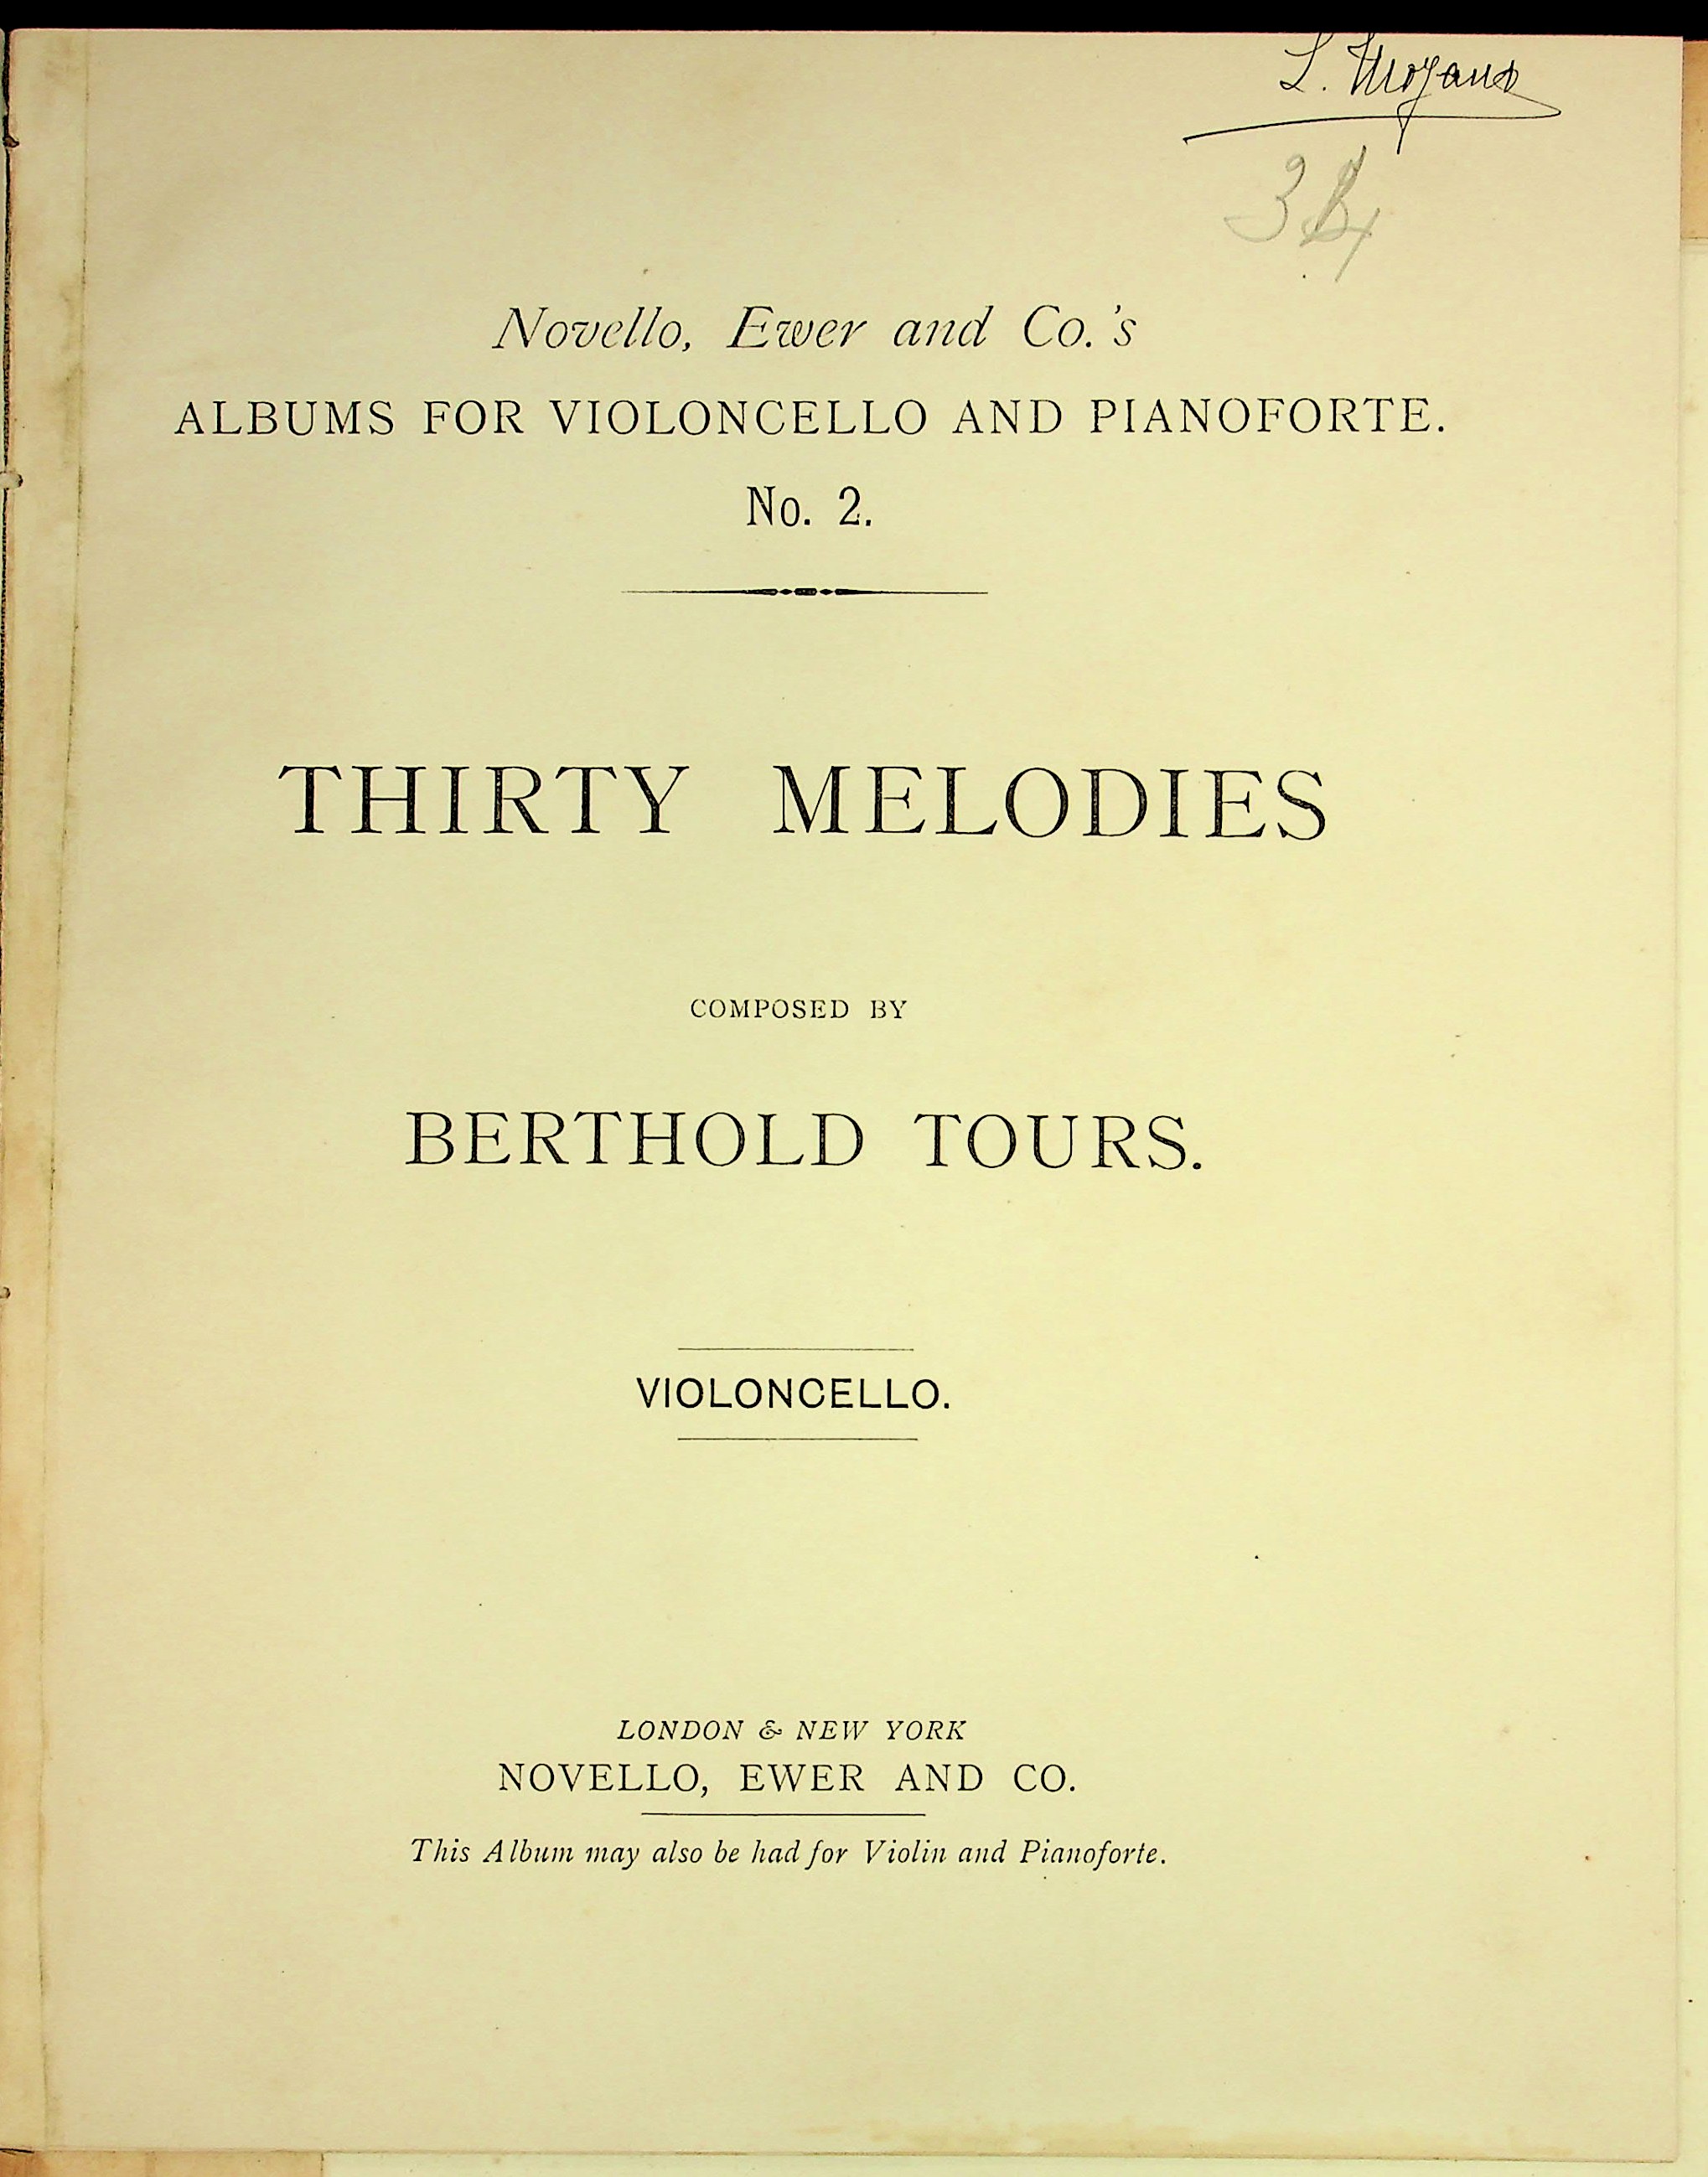 Novello, Ewer and Co.'s
ALBUMS FOR VIOLONCELLO AND PIANOFORTE.
No. 2.
THIRTY MELODIES
COMPOSED BY
BERTHOLD TOURS.
VIOLONCELLO.
LONDON & NEW YORK
NOVELLO, EWER AND CO.
This Album may also be had for Violin and Pianoforte.